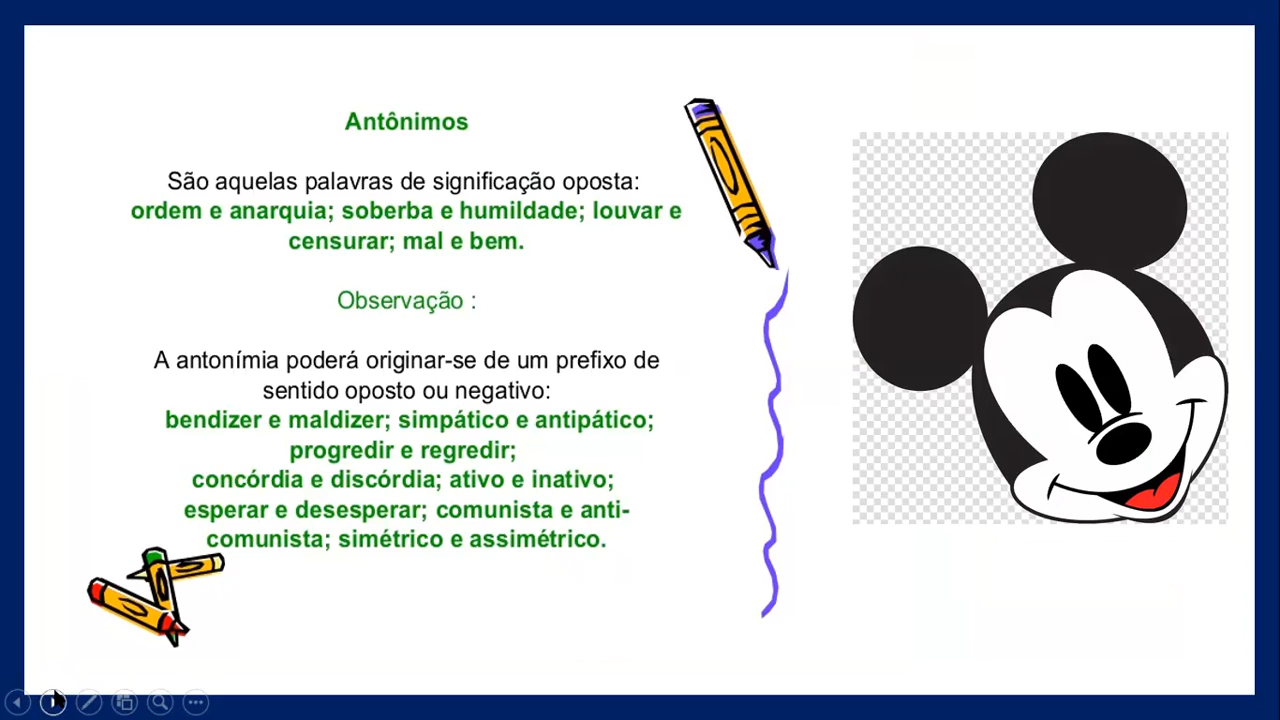 Antônimos
São aquelas palavras de significação oposta:
ordem e anarquia; soberba e humildade; louvar e
censurar; mal e bem.
Observação :
A antonímia poderá originar-se de um prefixo de
sentido oposto ou negativo:
bendizer e maldizer; simpático e antipático;
progredir e regredir;
concórdia e discórdia; ativo e inativo;
esperar e desesperar; comunista e anti-
comunista; simétrico e assimétrico.